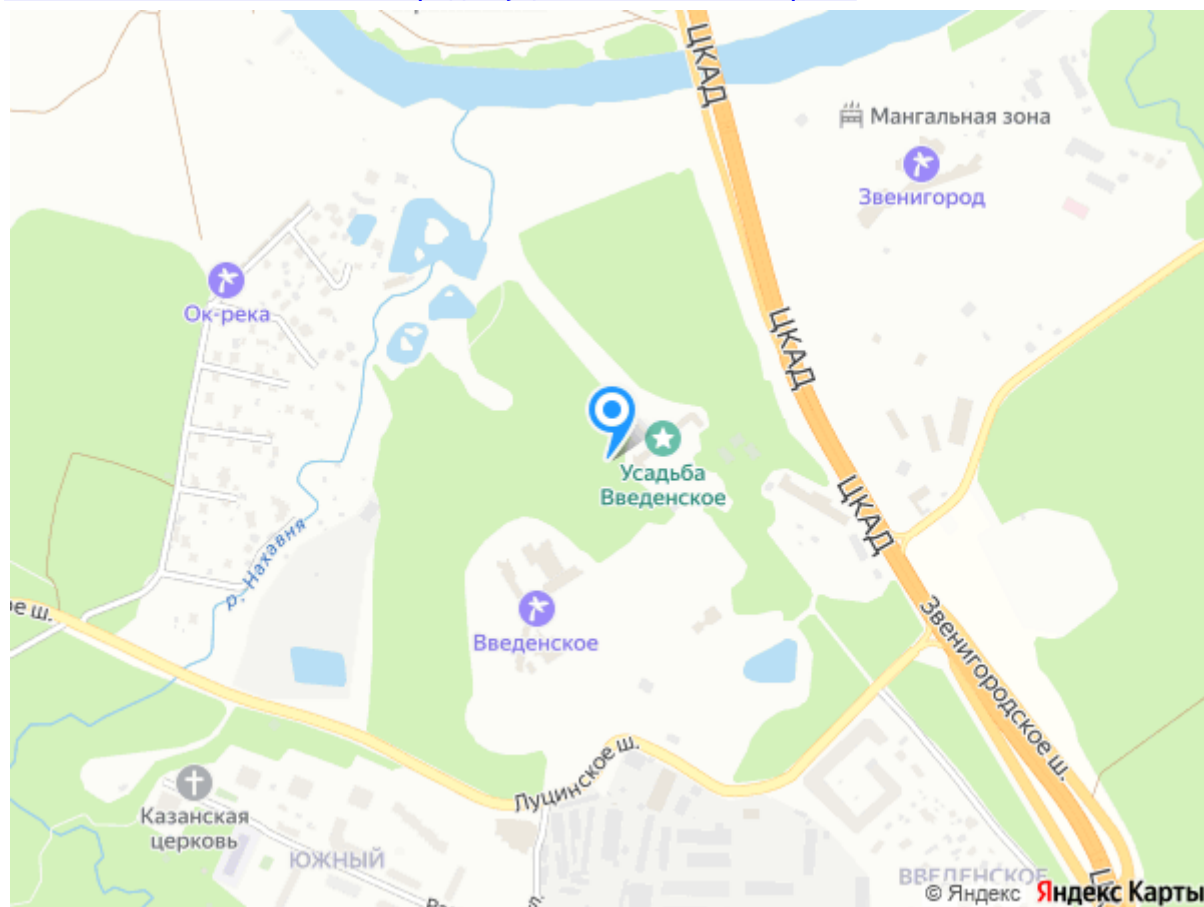 ЦКАД
Мангальная зона
Звенигород
Ок-река
ЦКАД
Усадьба
Введенское
ЦКАД
р. Нахавня
ое ш.
Введенское
Звенигородское ш.
Луцинское ш.
Казанская
церковь
ЮЖНЫЙ
ВВЕДЕНСКОЕ
© Яндекс Яндекс Карты